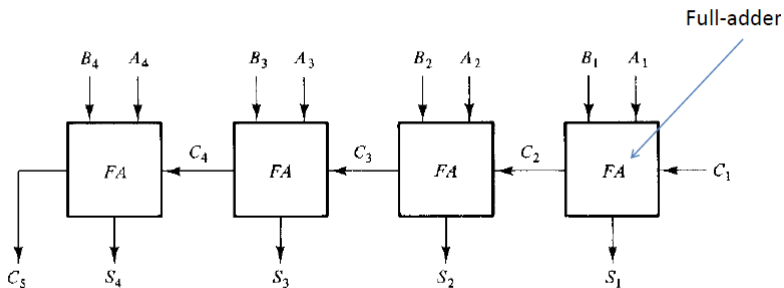 Full-adder
B₄ A₄ B₃ A₃ B₂ A₂ B₁ A₁
FA C₄ FA C₃ FA C₂ FA C₁
C₅ S₄ S₃ S₂ S₁